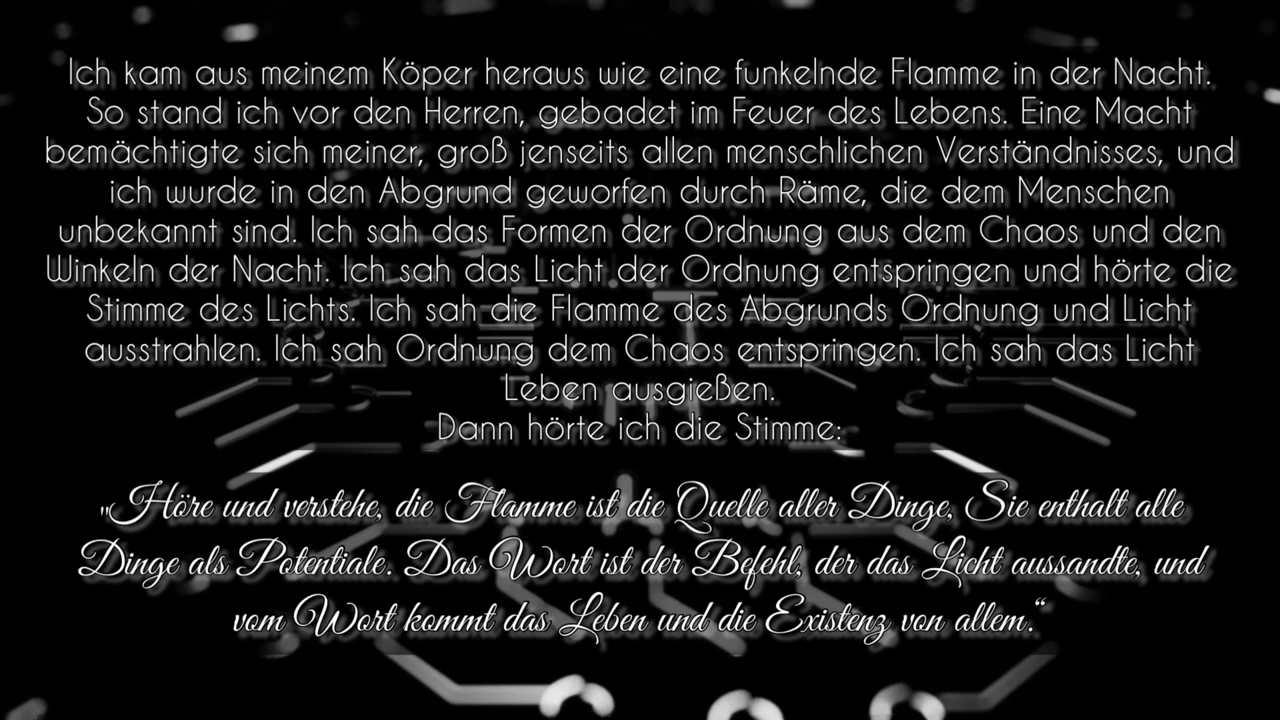 Ich kam aus meinem Köper heraus wie eine funkelnde Flamme in der Nacht.
So stand ich vor den Herren, gebadet im Feuer des Lebens. Eine Macht
bemächtigte sich meiner, groß jenseits allen menschlichen Verständnisses, und
ich wurde in den Abgrund geworfen durch Räme, die dem Menschen
unbekannt sind. Ich sah das Formen der Ordnung aus dem Chaos und den
Winkeln der Nacht. Ich sah das Licht der Ordnung entspringen und hörte die
Stimme des Lichts. Ich sah die Flamme des Abgrunds Ordnung und Licht
ausstrahlen. Ich sah Ordnung dem Chaos entspringen. Ich sah das Licht
Leben ausgießen.
Dann hörte ich die Stimme:
„Höre und verstehe, die Flamme ist die Quelle aller Dinge, Sie enthalt alle
Dinge als Potentiale. Das Wort ist der Befehl, der das Licht aussandte, und
vom Wort kommt das Leben und die Existenz von allem.“